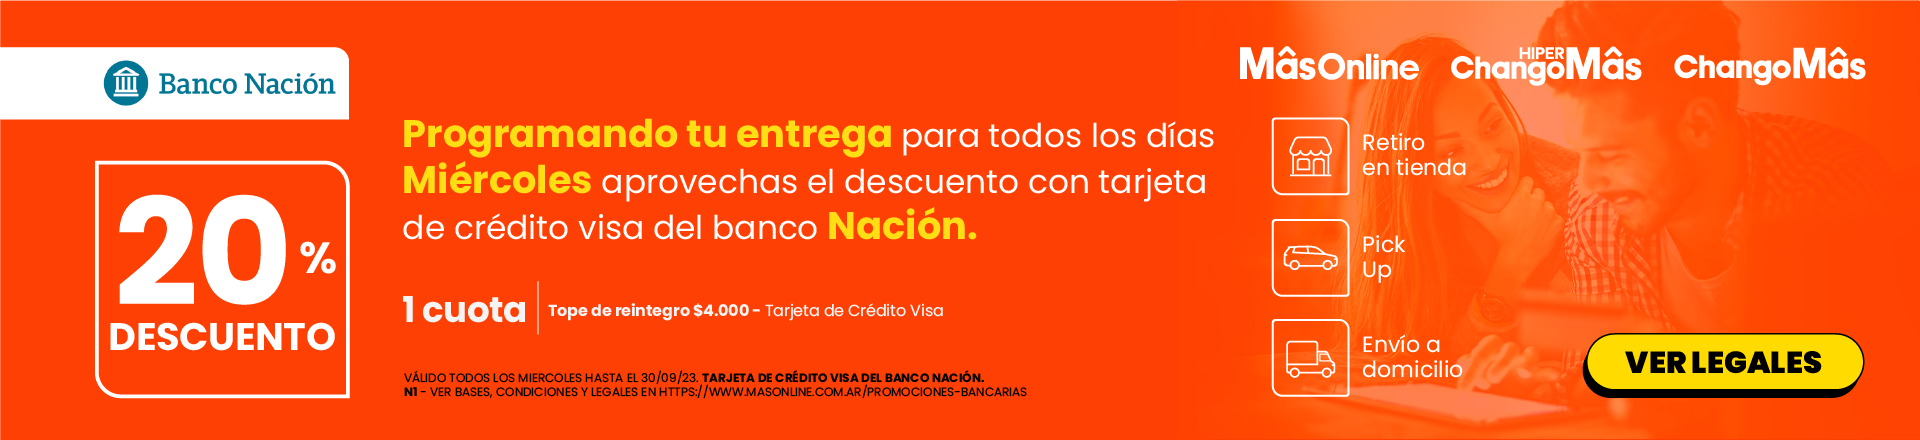 Banco Nación
20%
DESCUENTO
Programando tu entrega para todos los días
Miércoles aprovechas el descuento con tarjeta
de crédito visa del banco Nación.
1 cuota
Tope de reintegro $4.000 - Tarjeta de Crédito Visa
VÁLIDO TODOS LOS MIERCOLES HASTA EL 30/09/23. TARJETA DE CRÉDITO VISA DEL BANCO NACIÓN.
N1 - VER BASES, CONDICIONES Y LEGALES EN HTTPS://WWW.MASONLINE.COM.AR/PROMOCIONES-BANCARIAS
MâsOnline
HIPER
ChangoMâs
ChangoMâs
Retiro
en tienda
Pick
Up
Envío a
domicilio
VER LEGALES